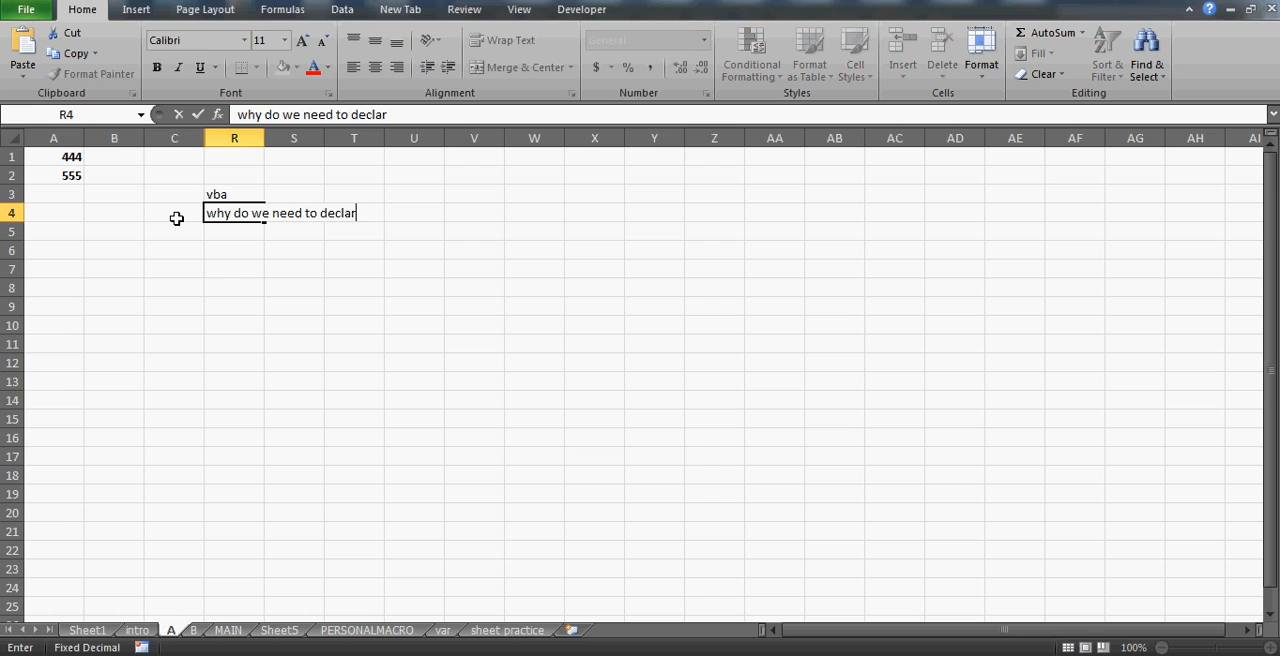 File Home Insert Page Layout Formulas Data New Tab Review View Developer
Cut Calibri 11 Wrap Text General AutoSum
Copy Fill
Paste Format Painter B I U Merge & Center $ % , Conditional Formatting Format as Table Cell Styles Insert Delete Format Clear Sort & Filter Find & Select
Clipboard Font Alignment Number Styles Cells Editing
R4 fx why do we need to declar
A B C R S T U V W X Y Z AA AB AC AD AE AF AG AH AI
1 444
2 555
3 vba
4 why do we need to declar
5
6
7
8
9
10
11
12
13
14
15
16
17
18
19
20
21
22
23
24
25
Sheet1 intro A B MAIN Sheet5 PERSONALMACRO var sheet practice
Enter Fixed Decimal 100%